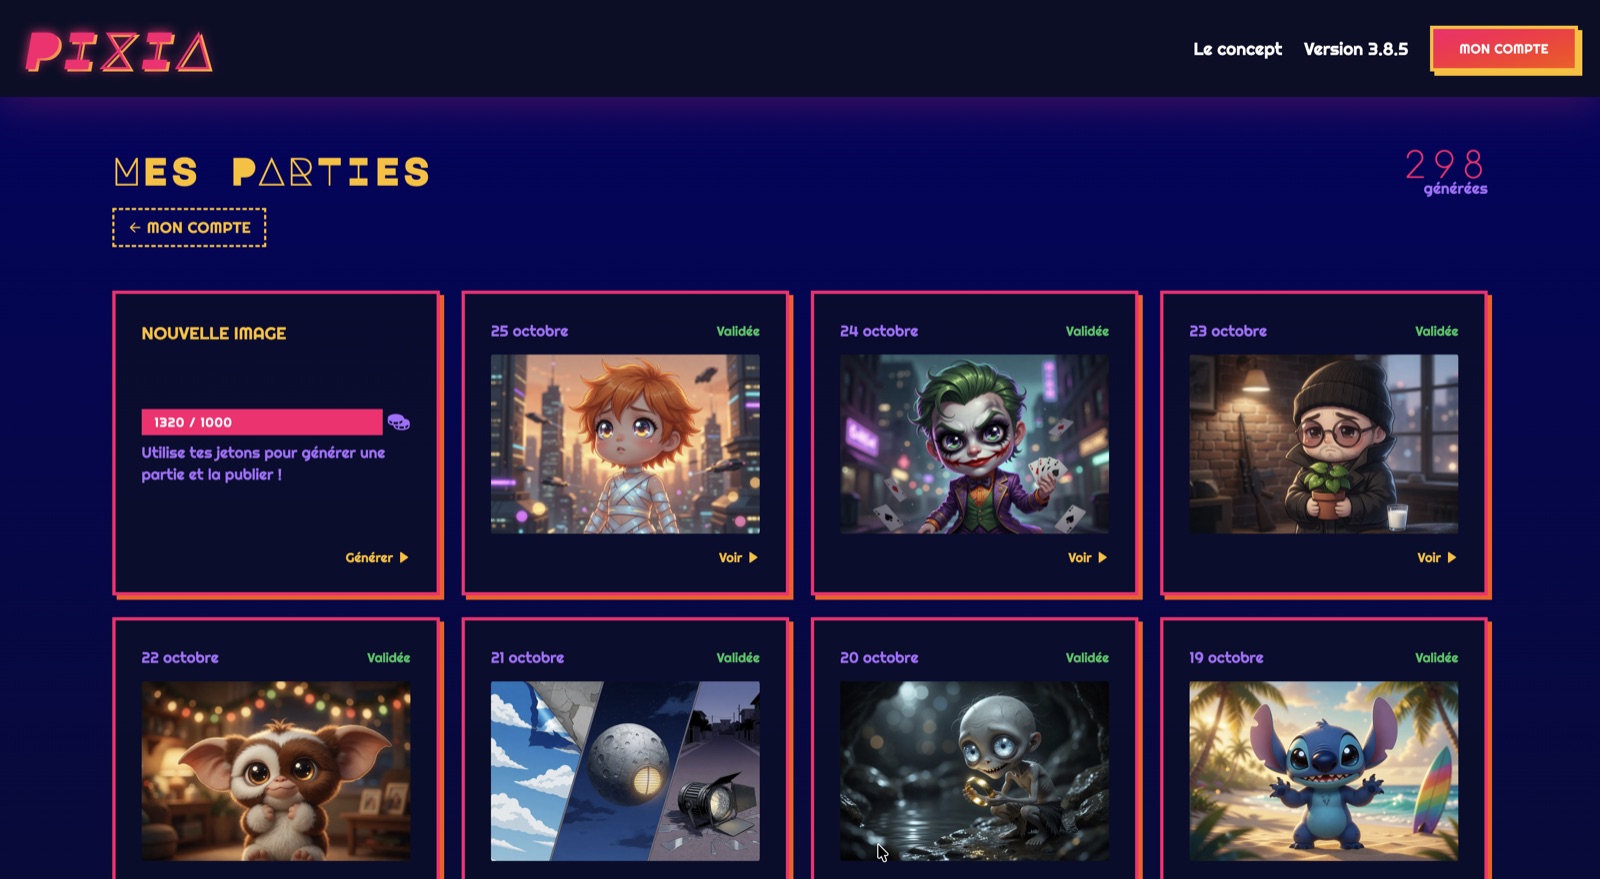 PIXIA
Le concept
Version 3.8.5
MON COMPTE
MES PARTIES
298
générées
← MON COMPTE
NOUVELLE IMAGE
1320 / 1000
Utilise tes jetons pour générer une
partie et la publier !
Générer
25 octobre
Validée
Voir
24 octobre
Validée
Voir
23 octobre
Validée
Voir
22 octobre
Validée
21 octobre
Validée
20 octobre
Validée
19 octobre
Validée